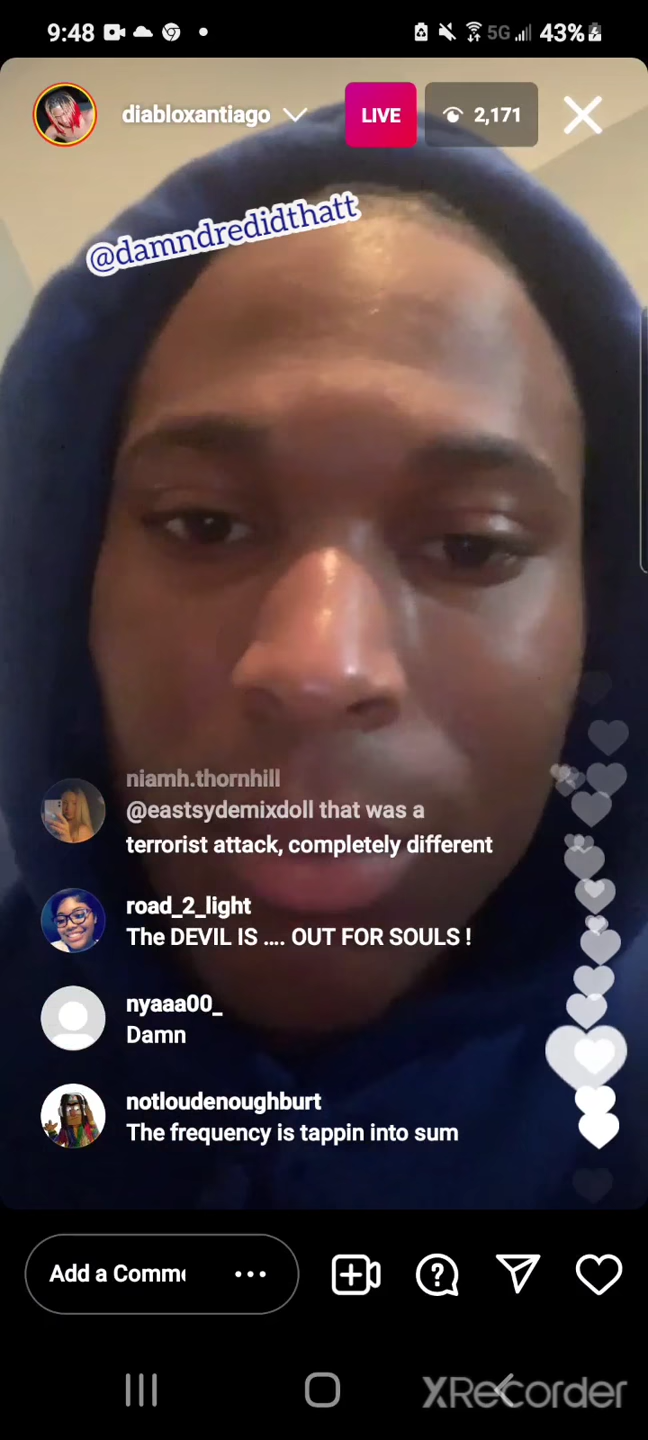 9:48
5G 43%
diabloxantiago
LIVE
2,171
@damndredidthatt
niamh.thornhill
@eastsydemixdoll that was a
terrorist attack, completely different
road_2_light
The DEVIL IS .... OUT FOR SOULS !
nyaaa00_
Damn
notloudenoughburt
The frequency is tappin into sum
Add a Comme
XRecorder